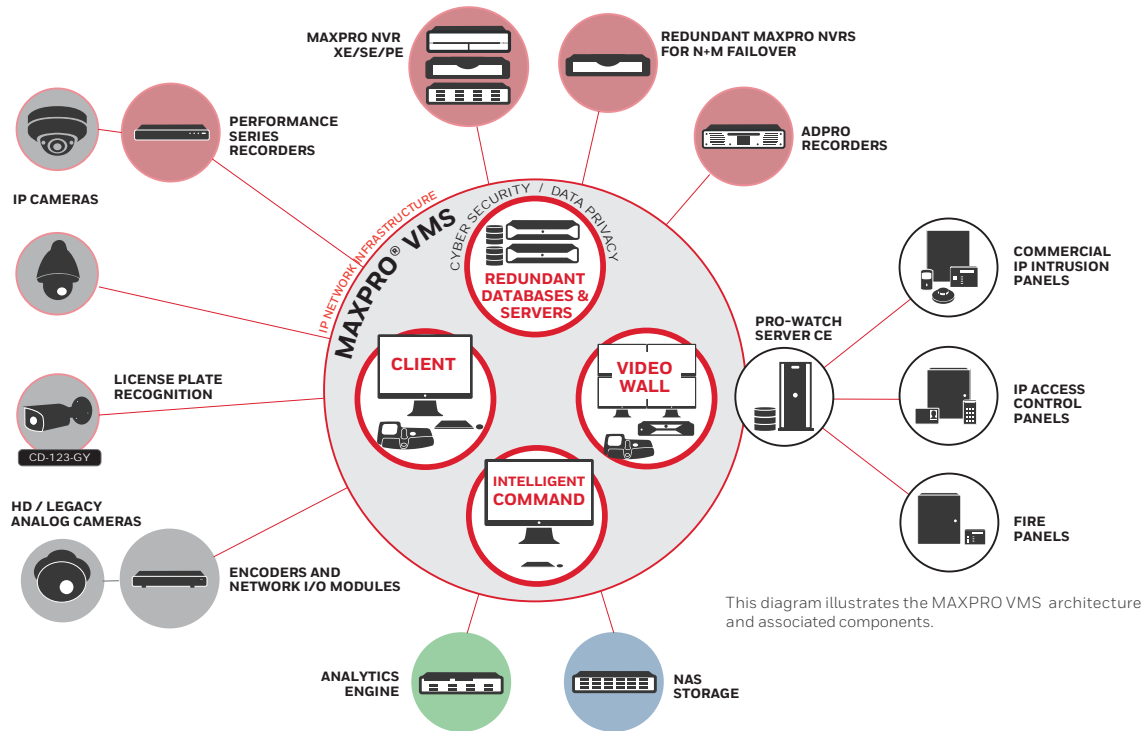 MAXPRO NVR
XE/SE/PE
REDUNDANT MAXPRO NVRS
FOR N+M FAILOVER
PERFORMANCE
SERIES
RECORDERS
ADPRO
RECORDERS
IP CAMERAS
IP NETWORK INFRASTRUCTURE
MAXPRO® VMS
CYBER SECURITY / DATA PRIVACY
REDUNDANT
DATABASES &
SERVERS
COMMERCIAL
IP INTRUSION
PANELS
PRO-WATCH
SERVER CE
CLIENT
VIDEO
WALL
LICENSE PLATE
RECOGNITION
IP ACCESS
CONTROL
PANELS
CD-123-GY
INTELLIGENT
COMMAND
HD / LEGACY
ANALOG CAMERAS
FIRE
PANELS
ENCODERS AND
NETWORK I/O MODULES
This diagram illustrates the MAXPRO VMS architecture
and associated components.
ANALYTICS
ENGINE
NAS
STORAGE